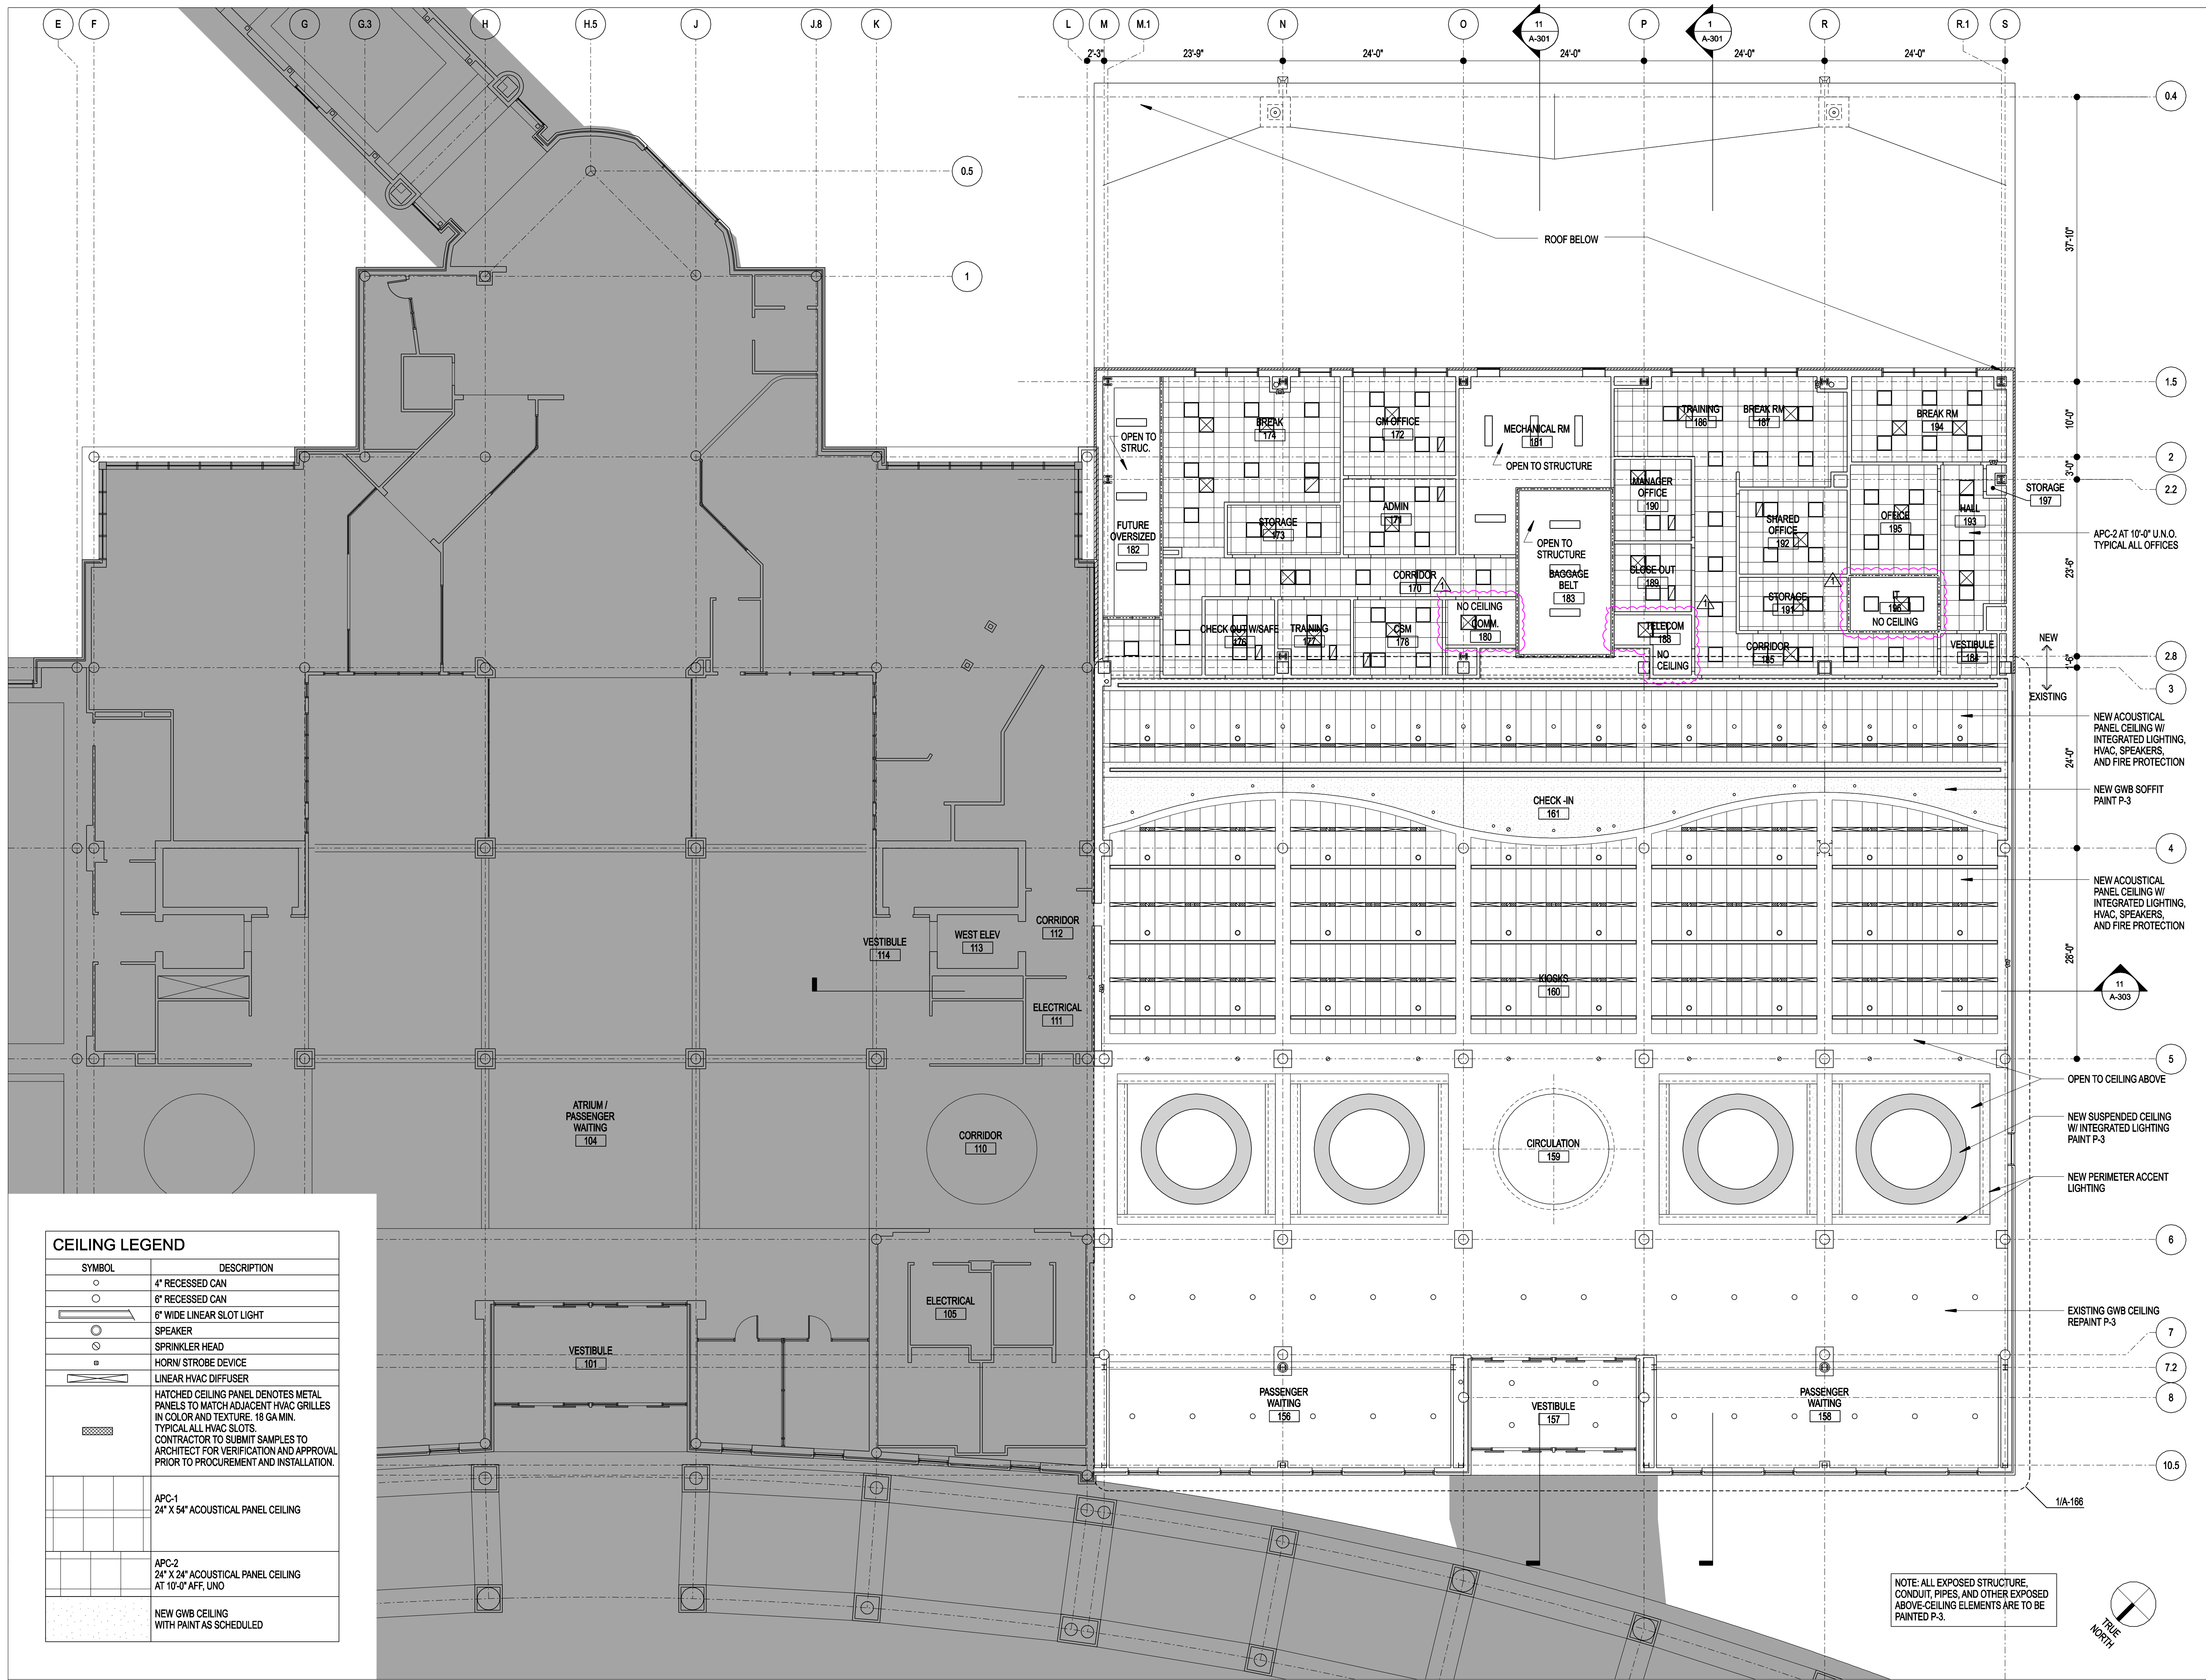 E
F
G
G.3
H
H.5
J
J.8
K
L
M
M.1
N
O
11
A-301
P
1
A-301
R
R.1
S
2'-3"
23'-9"
24'-0"
24'-0"
24'-0"
24'-0"
0.4
0.5
37'-10"
ROOF BELOW
1
1.5
10'-0"
2
3'-0"
2.2
OPEN TO
STRUC.
BREAK
174
GM OFFICE
172
MECHANICAL RM
181
OPEN TO STRUCTURE
TRAINING
186
BREAK RM
187
BREAK RM
194
MANAGER
OFFICE
190
STORAGE
197
FUTURE
OVERSIZED
182
STORAGE
173
ADMIN
171
OPEN TO
STRUCTURE
BAGGAGE
BELT
183
SHARED
OFFICE
192
OFFICE
195
HALL
193
APC-2 AT 10'-0" U.N.O.
TYPICAL ALL OFFICES
23'-6"
CORRIDOR
170
1
CLOSE OUT
189
1
1
STORAGE
191
IT
196
NO CEILING
CHECK OUT W/SAFE
176
TRAINING
177
CSM
178
NO CEILING
COMM.
180
TELECOM
188
NO
CEILING
CORRIDOR
185
VESTIBULE
184
NEW
EXISTING
1'-6"
2.8
3
NEW ACOUSTICAL
PANEL CEILING W/
INTEGRATED LIGHTING,
HVAC, SPEAKERS,
AND FIRE PROTECTION
24'-0"
NEW GWB SOFFIT
PAINT P-3
CHECK -IN
161
4
NEW ACOUSTICAL
PANEL CEILING W/
INTEGRATED LIGHTING,
HVAC, SPEAKERS,
AND FIRE PROTECTION
28'-0"
CORRIDOR
112
WEST ELEV
113
VESTIBULE
114
KIOSKS
160
11
A-303
ELECTRICAL
111
5
OPEN TO CEILING ABOVE
ATRIUM /
PASSENGER
WAITING
104
CORRIDOR
110
CIRCULATION
159
NEW SUSPENDED CEILING
W/ INTEGRATED LIGHTING
PAINT P-3
NEW PERIMETER ACCENT
LIGHTING
6
ELECTRICAL
105
EXISTING GWB CEILING
REPAINT P-3
7
VESTIBULE
101
7.2
PASSENGER
WAITING
156
VESTIBULE
157
PASSENGER
WAITING
158
8
10.5
1/A-166
CEILING LEGEND
SYMBOL
DESCRIPTION
4" RECESSED CAN
6" RECESSED CAN
6" WIDE LINEAR SLOT LIGHT
SPEAKER
SPRINKLER HEAD
HORN/ STROBE DEVICE
LINEAR HVAC DIFFUSER
HATCHED CEILING PANEL DENOTES METAL
PANELS TO MATCH ADJACENT HVAC GRILLES
IN COLOR AND TEXTURE. 18 GA MIN.
TYPICAL ALL HVAC SLOTS.
CONTRACTOR TO SUBMIT SAMPLES TO
ARCHITECT FOR VERIFICATION AND APPROVAL
PRIOR TO PROCUREMENT AND INSTALLATION.
APC-1
24" X 54" ACOUSTICAL PANEL CEILING
APC-2
24" X 24" ACOUSTICAL PANEL CEILING
AT 10'-0" AFF, UNO
NEW GWB CEILING
WITH PAINT AS SCHEDULED
NOTE: ALL EXPOSED STRUCTURE,
CONDUIT, PIPES, AND OTHER EXPOSED
ABOVE-CEILING ELEMENTS ARE TO BE
PAINTED P-3.
TRUE
NORTH